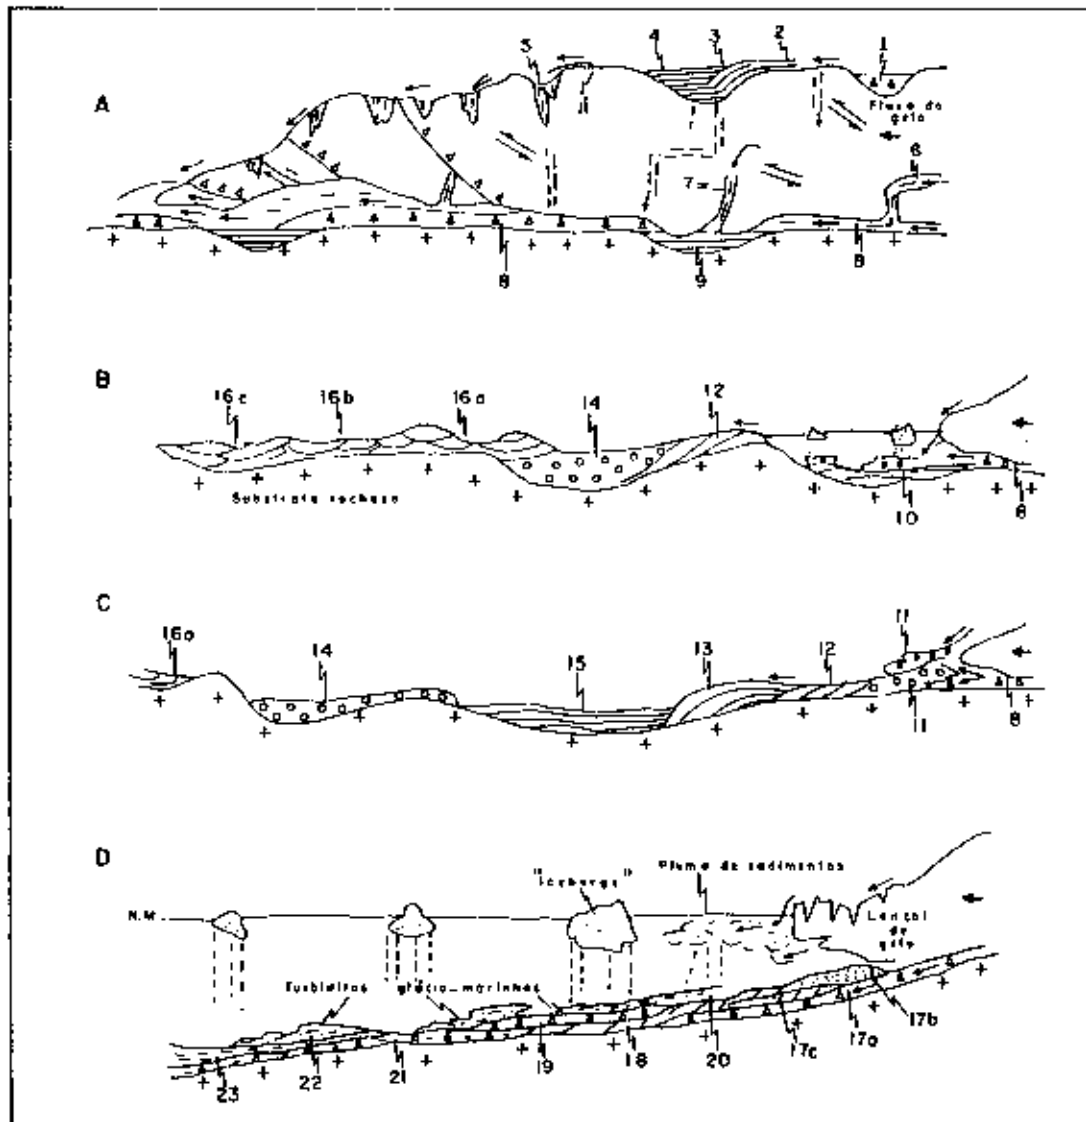 A
5 4 3 2 1
Fluxo do
gelo
6
7
8 9 8
B
16c 16b 16a 14 12
Substrato rochoso
10 8
C
16a 14 15 13 12 11
11 8
D
N.M.
"Icebergs"
Pluma de sedimentos
Lençol
de
gelo
Turbiditos glácio-marinhos
17b
23 22 21 19 18 20 17c 17a